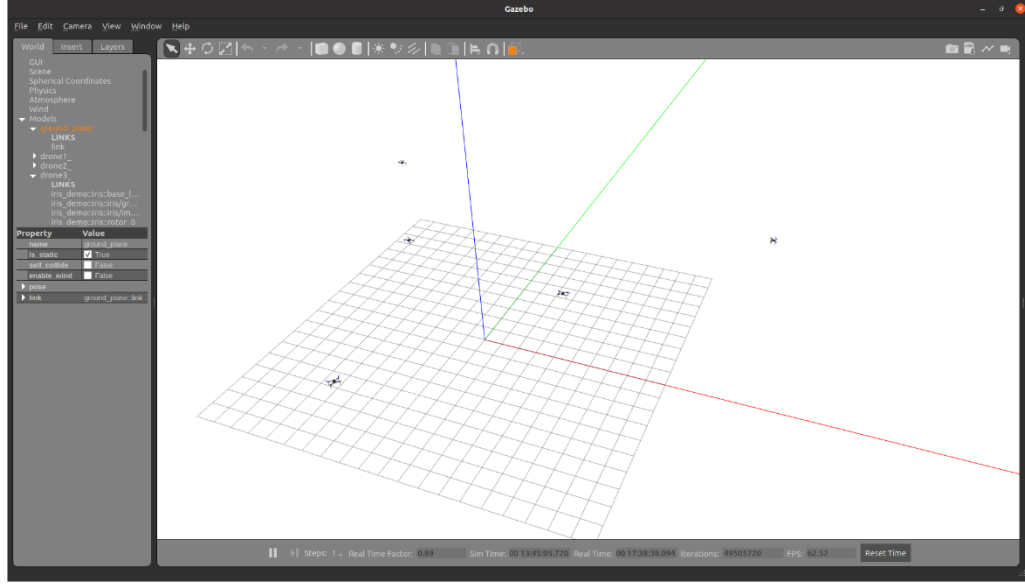 Gazebo
File Edit Camera View Window Help
World Insert Layers
GUI
Scene
Spherical Coordinates
Physics
Atmosphere
Wind
Models
ground_plane
LINKS
link
drone1_
drone2_
drone3_
LINKS
iris_demo::iris::base_l...
iris_demo::iris::iris/gr...
iris_demo::iris::iris/im...
iris_demo::iris::rotor_0
Property Value
name ground_plane
is_static True
self_collide False
enable_wind False
pose
link ground_plane::link
Steps: 1 Real Time Factor: 0.89 Sim Time: 00 13:45:05.720 Real Time: 00 17:38:38.094 Iterations: 49505720 FPS: 62.52 Reset Time